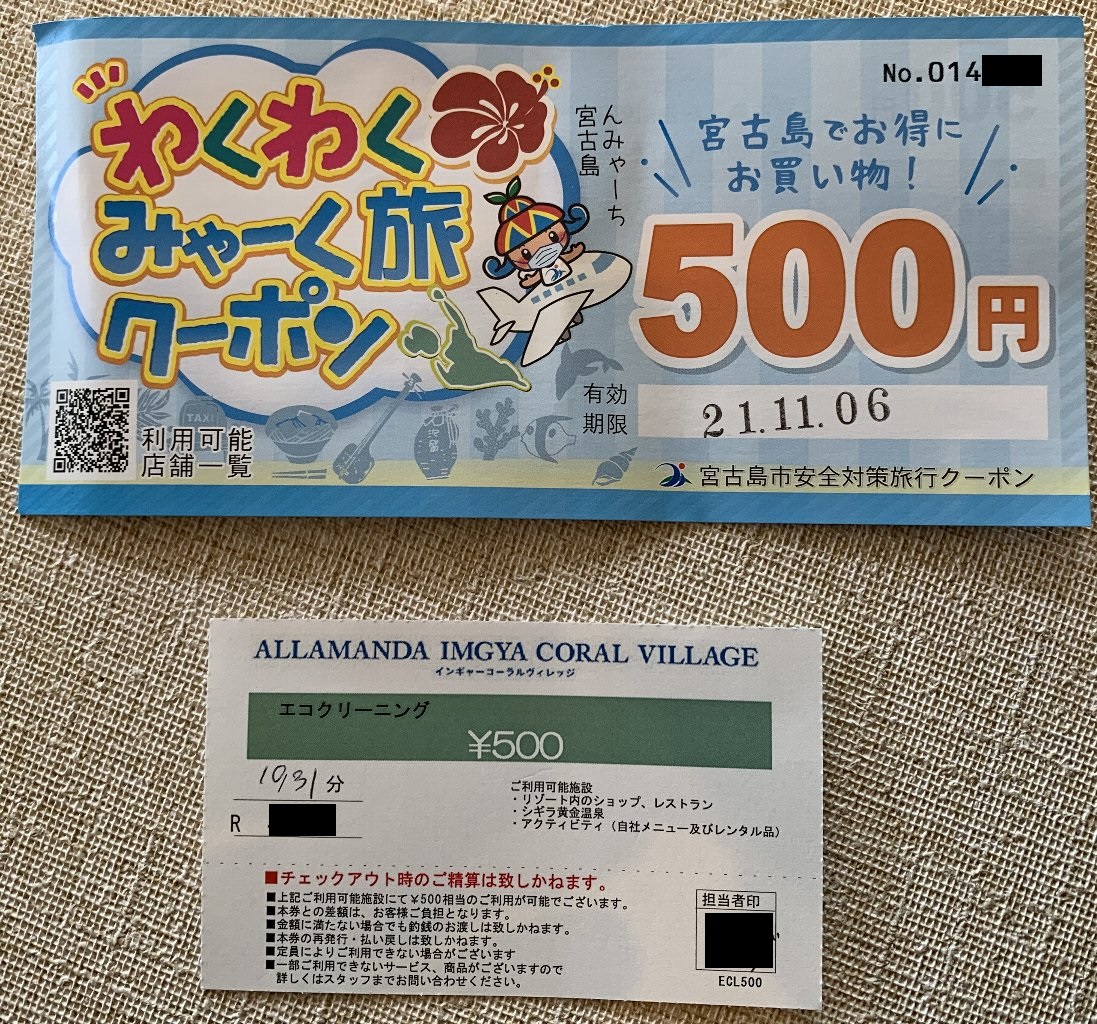 わくわく
みゃーく旅
クーポン
んみゃーち
宮古島
No.014
宮古島でお得に
お買い物!
500円
有効
期限
21.11.06
TAXI
利用可能
店舗一覧
宮古島市安全対策旅行クーポン
ALLAMANDA IMGYA CORAL VILLAGE
インギャーコーラルヴィレッジ
エコクリーニング
¥500
10/31分
R
ご利用可能施設
・リゾート内のショップ、レストラン
・シギラ黄金温泉
・アクティビティ(自社メニュー及びレンタル品)
■チェックアウト時のご精算は致しかねます。
■上記ご利用可能施設にて¥500相当のご利用が可能でございます。
■本券との差額は、お客様ご負担となります。
■金額に満たない場合でも釣銭のお渡しは致しかねます。
■本券の再発行・払い戻しは致しかねます。
■定員によりご利用できない場合がございます
■一部ご利用できないサービス、商品がございますので
詳しくはスタッフまでお問い合わせください。
担当者印
ECL500